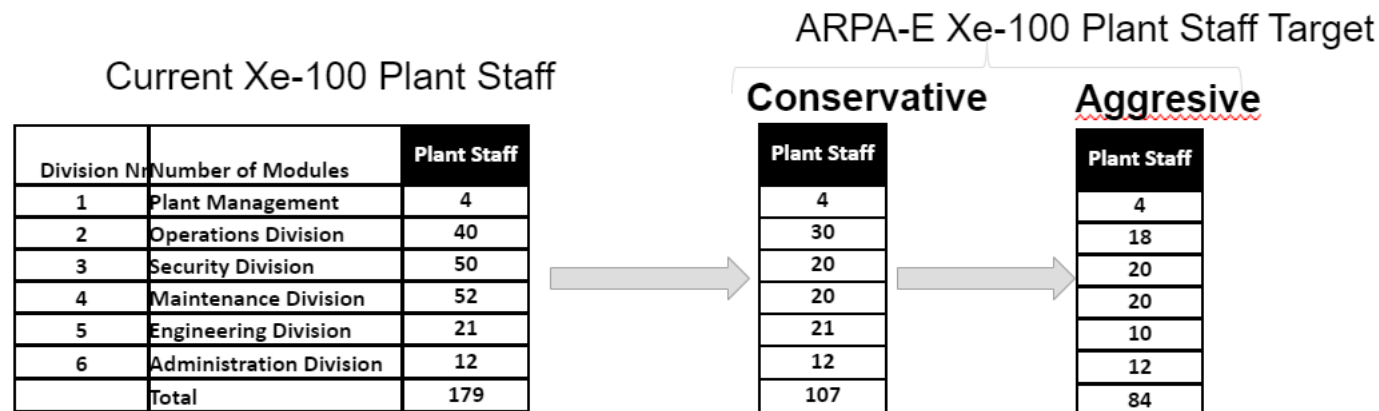 ARPA-E Xe-100 Plant Staff Target
Current Xe-100 Plant Staff
Conservative Aggresive
Division Nr Number of Modules Plant Staff Plant Staff Plant Staff
1 Plant Management 4 4 4
2 Operations Division 40 30 18
3 Security Division 50 20 20
4 Maintenance Division 52 20 20
5 Engineering Division 21 21 10
6 Administration Division 12 12 12
Total 179 107 84